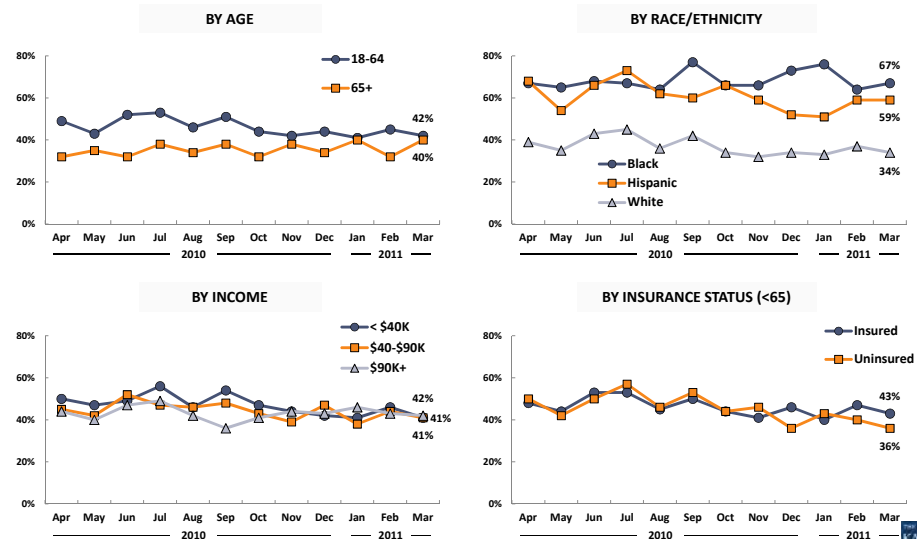 BY AGE
80%
60%
40%
20%
0%
18-64
65+
42%
40%
Apr May Jun Jul Aug Sep Oct Nov Dec Jan Feb Mar
2010 2011
BY RACE/ETHNICITY
80%
60%
40%
20%
0%
67%
59%
34%
Black
Hispanic
White
Apr May Jun Jul Aug Sep Oct Nov Dec Jan Feb Mar
2010 2011
BY INCOME
80%
60%
40%
20%
0%
< $40K
$40-$90K
$90K+
42%
41%
41%
Apr May Jun Jul Aug Sep Oct Nov Dec Jan Feb Mar
2010 2011
BY INSURANCE STATUS (<65)
80%
60%
40%
20%
0%
Insured
Uninsured
43%
36%
Apr May Jun Jul Aug Sep Oct Nov Dec Jan Feb Mar
2010 2011